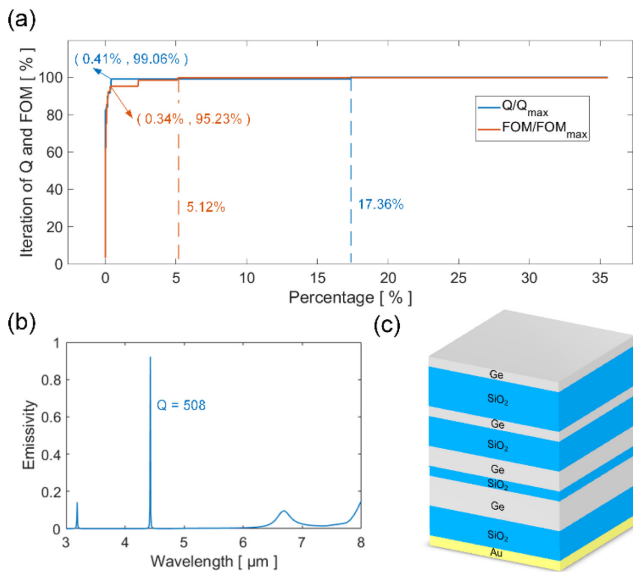 (a)
Iteration of Q and FOM [ % ]
100
80
60
40
20
0
( 0.41% , 99.06% )
( 0.34% , 95.23% )
5.12%
17.36%
Q/Qmax
FOM/FOMmax
0 5 10 15 20 25 30 35
Percentage [ % ]
(b)
Emissivity
1
0.8
0.6
0.4
0.2
0
Q = 508
3 4 5 6 7 8
Wavelength [ μm ]
(c)
Ge
SiO₂
Ge
SiO₂
Ge
SiO₂
Ge
SiO₂
Au